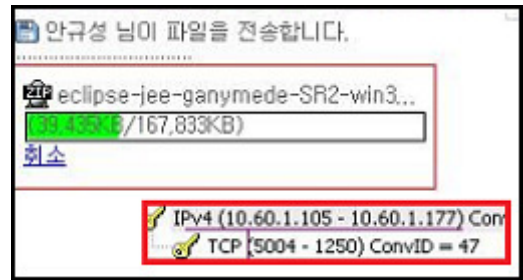 안규성 님이 파일을 전송합니다.
ZIP eclipse-jee-ganymede-SR2-win3...
(39,435KB/167,833KB)
취소
IPv4 (10.60.1.105 - 10.60.1.177) Con
TCP (5004 - 1250) ConvID = 47